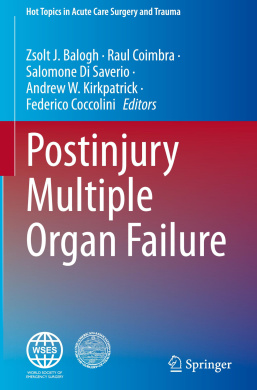 Hot Topics in Acute Care Surgery and Trauma
Zsolt J. Balogh · Raul Coimbra ·
Salomone Di Saverio ·
Andrew W. Kirkpatrick ·
Federico Coccolini Editors
Postinjury
Multiple
Organ Failure
WSES
WORLD SOCIETY OF
EMERGENCY SURGERY
Springer